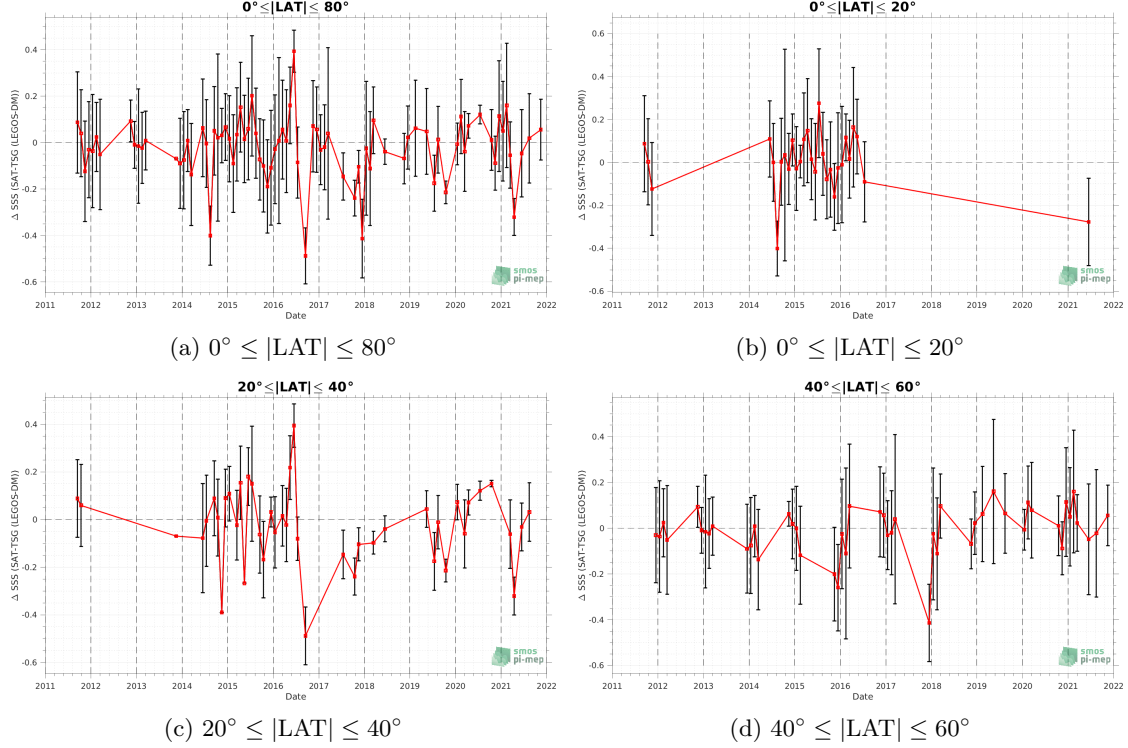 0°≤|LAT|≤ 80°
0.4
0.2
0
-0.2
-0.4
-0.6
Δ SSS (SAT-TSG (LEGOS-DM))
2011 2012 2013 2014 2015 2016 2017 2018 2019 2020 2021 2022
Date
smos
pi-mep
(a) 0° ≤ |LAT| ≤ 80°
0°≤|LAT|≤ 20°
0.6
0.4
0.2
0
-0.2
-0.4
-0.6
Δ SSS (SAT-TSG (LEGOS-DM))
2011 2012 2013 2014 2015 2016 2017 2018 2019 2020 2021 2022
Date
smos
pi-mep
(b) 0° ≤ |LAT| ≤ 20°
20°≤|LAT|≤ 40°
0.4
0.2
0
-0.2
-0.4
-0.6
Δ SSS (SAT-TSG (LEGOS-DM))
2011 2012 2013 2014 2015 2016 2017 2018 2019 2020 2021 2022
Date
smos
pi-mep
(c) 20° ≤ |LAT| ≤ 40°
40°≤|LAT|≤ 60°
0.4
0.2
0
-0.2
-0.4
-0.6
Δ SSS (SAT-TSG (LEGOS-DM))
2011 2012 2013 2014 2015 2016 2017 2018 2019 2020 2021 2022
Date
smos
pi-mep
(d) 40° ≤ |LAT| ≤ 60°